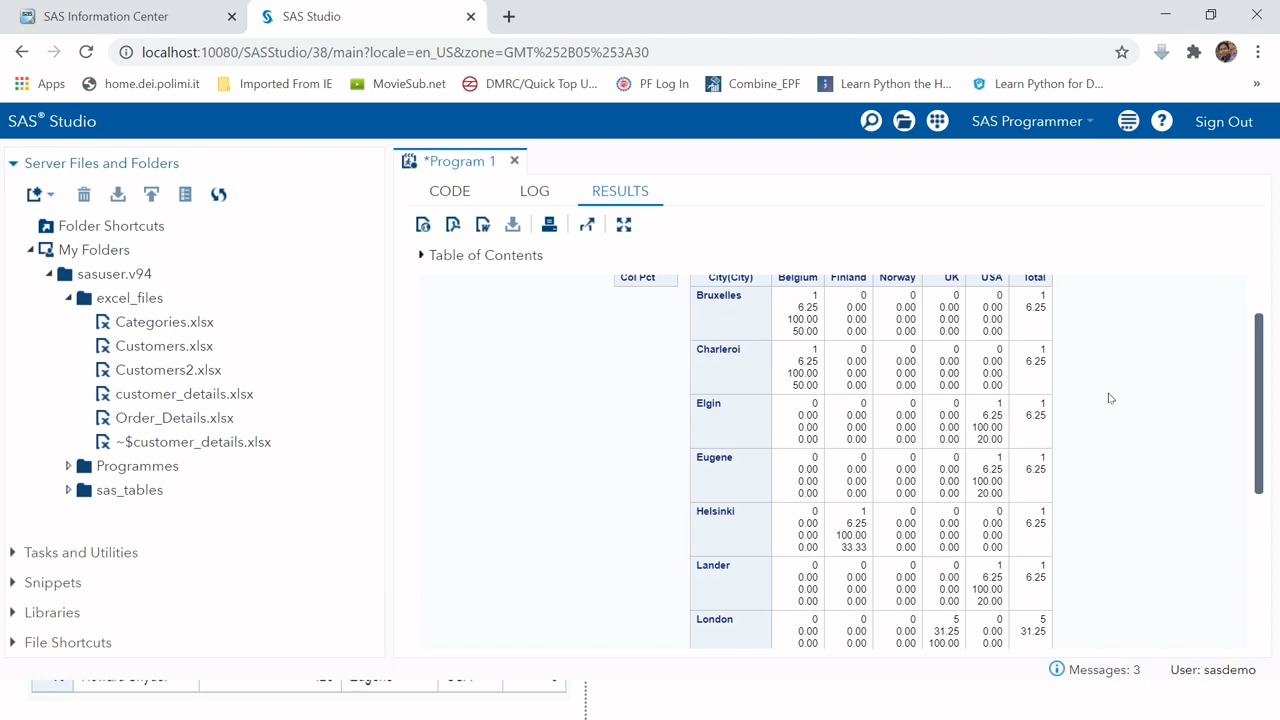 SAS Information Center
SAS Studio
localhost:10080/SASStudio/38/main?locale=en_US&zone=GMT%252B05%253A30
Apps home.dei.polimi.it Imported From IE MovieSub.net DMRC/Quick Top U... PF Log In Combine_EPF Learn Python the H... Learn Python for D... »
SAS® Studio
SAS Programmer
Sign Out
Server Files and Folders
Folder Shortcuts
My Folders
sasuser.v94
excel_files
Categories.xlsx
Customers.xlsx
Customers2.xlsx
customer_details.xlsx
Order_Details.xlsx
~$customer_details.xlsx
Programmes
sas_tables
Tasks and Utilities
Snippets
Libraries
File Shortcuts
*Program 1
CODE LOG RESULTS
Table of Contents
Col Pct City(City) Belgium Finland Norway UK USA Total
Bruxelles 1 0 0 0 0 1
6.25 0.00 0.00 0.00 0.00 6.25
100.00 0.00 0.00 0.00 0.00
50.00 0.00 0.00 0.00 0.00
Charleroi 1 0 0 0 0 1
6.25 0.00 0.00 0.00 0.00 6.25
100.00 0.00 0.00 0.00 0.00
50.00 0.00 0.00 0.00 0.00
Elgin 0 0 0 0 1 1
0.00 0.00 0.00 0.00 6.25 6.25
0.00 0.00 0.00 0.00 100.00
0.00 0.00 0.00 0.00 20.00
Eugene 0 0 0 0 1 1
0.00 0.00 0.00 0.00 6.25 6.25
0.00 0.00 0.00 0.00 100.00
0.00 0.00 0.00 0.00 20.00
Helsinki 0 1 0 0 0 1
0.00 6.25 0.00 0.00 0.00 6.25
0.00 100.00 0.00 0.00 0.00
0.00 33.33 0.00 0.00 0.00
Lander 0 0 0 0 1 1
0.00 0.00 0.00 0.00 6.25 6.25
0.00 0.00 0.00 0.00 100.00
0.00 0.00 0.00 0.00 20.00
London 0 0 0 5 0 5
0.00 0.00 0.00 31.25 0.00 31.25
0.00 0.00 0.00 100.00 0.00
Messages: 3 User: sasdemo